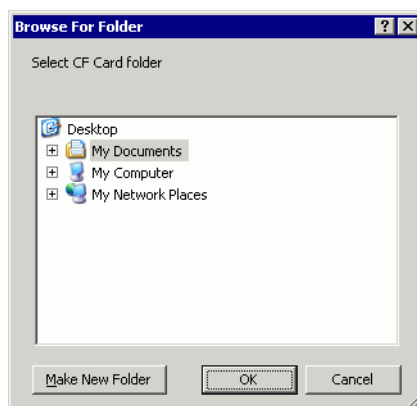 Browse For Folder
Select CF Card folder
Desktop
My Documents
My Computer
My Network Places
Make New Folder
OK
Cancel